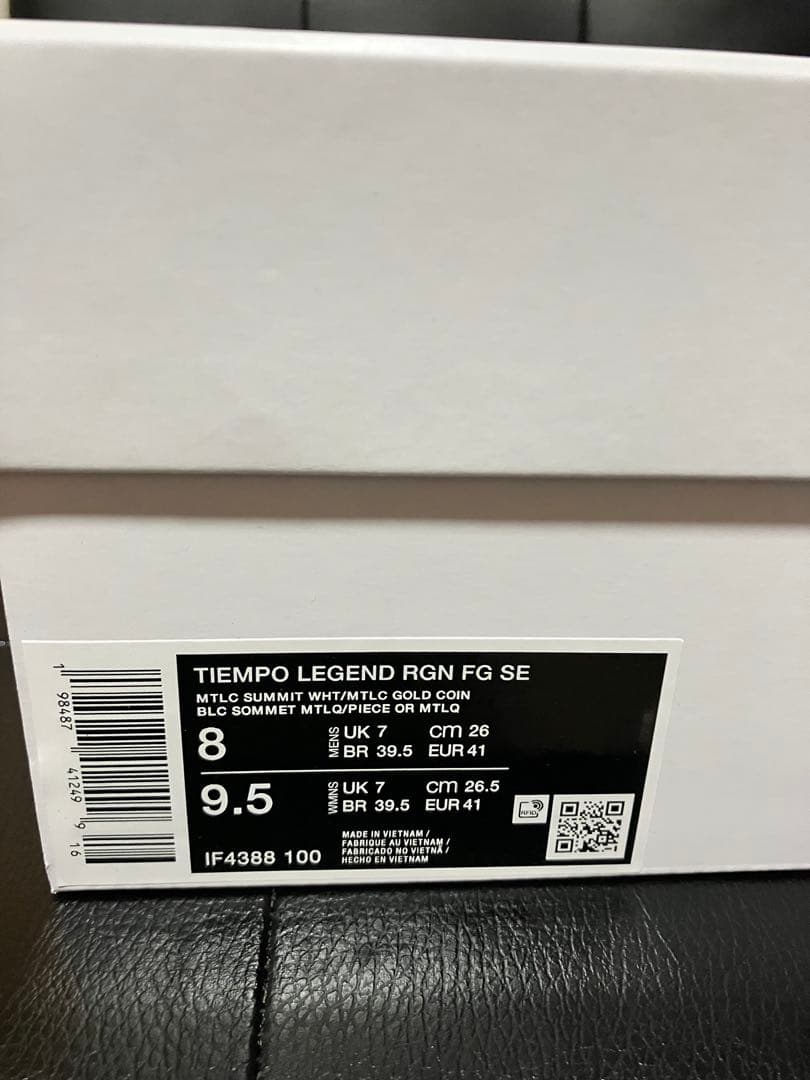 TIEMPO LEGEND RGN FG SE
MTLC SUMMIT WHT/MTLC GOLD COIN
BLC SOMMET MTLQ/PIECE OR MTLQ
8
MENS
UK 7 cm 26
BR 39.5 EUR 41
9.5
WMNS
UK 7 cm 26.5
BR 39.5 EUR 41
RFID
IF4388 100
MADE IN VIETNAM /
FABRIQUE AU VIETNAM /
FABRICADO NO VIETNÃ /
HECHO EN VIETNAM
1 98487 41249 9 16